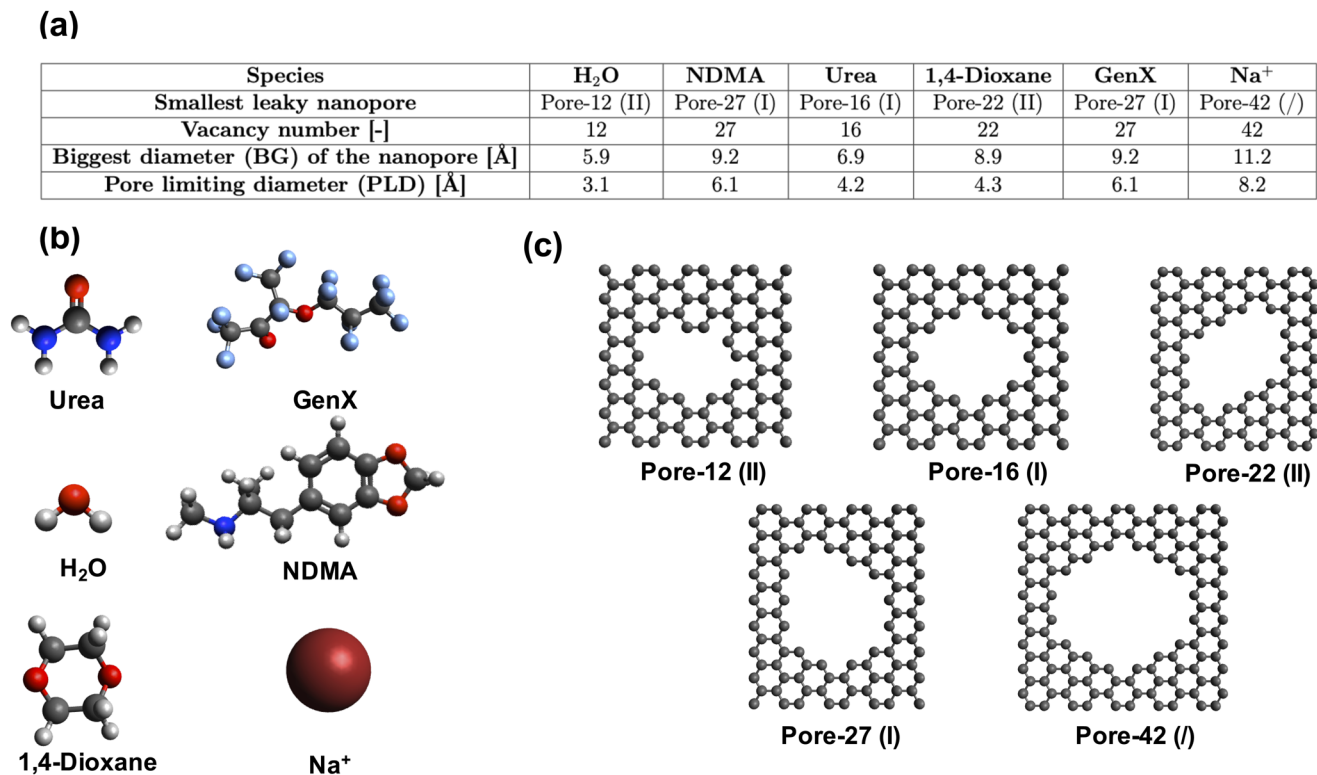 (a)
Species H₂O NDMA Urea 1,4-Dioxane GenX Na⁺
Smallest leaky nanopore Pore-12 (II) Pore-27 (I) Pore-16 (I) Pore-22 (II) Pore-27 (I) Pore-42 (/)
Vacancy number [-] 12 27 16 22 27 42
Biggest diameter (BG) of the nanopore [Å] 5.9 9.2 6.9 8.9 9.2 11.2
Pore limiting diameter (PLD) [Å] 3.1 6.1 4.2 4.3 6.1 8.2
(b)
Urea
GenX
H₂O
NDMA
1,4-Dioxane
Na⁺
(c)
Pore-12 (II)
Pore-16 (I)
Pore-22 (II)
Pore-27 (I)
Pore-42 (/)